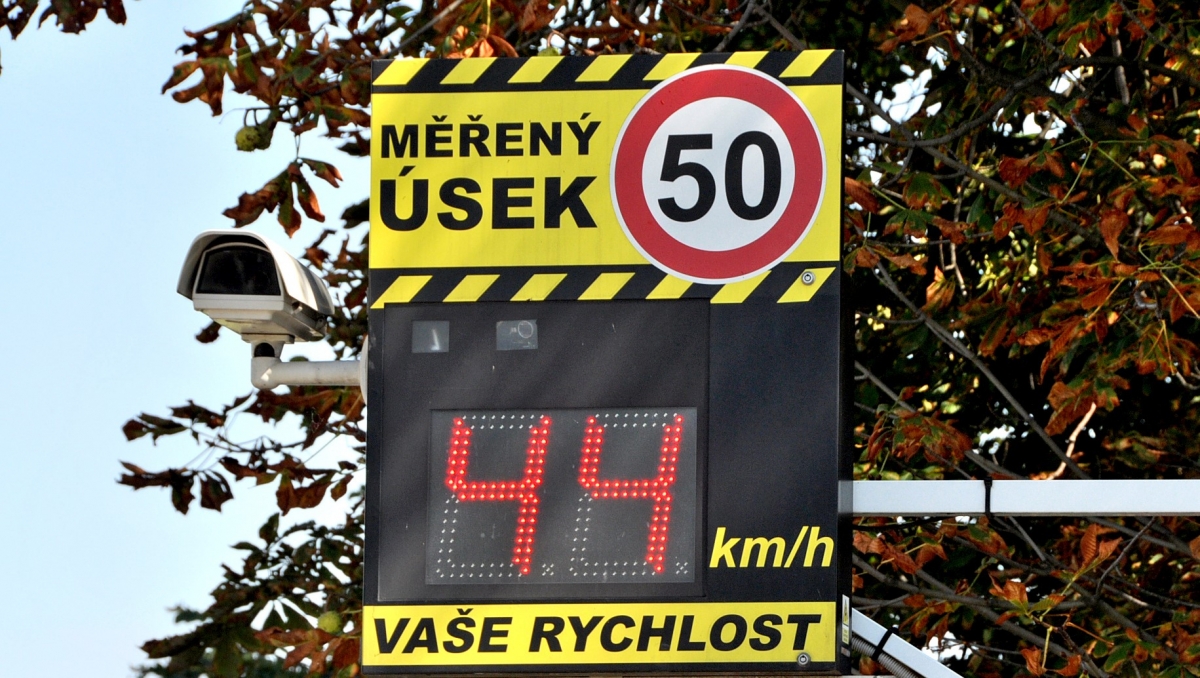 MĚŘENÝ
ÚSEK
50
44
km/h
VAŠE RYCHLOST